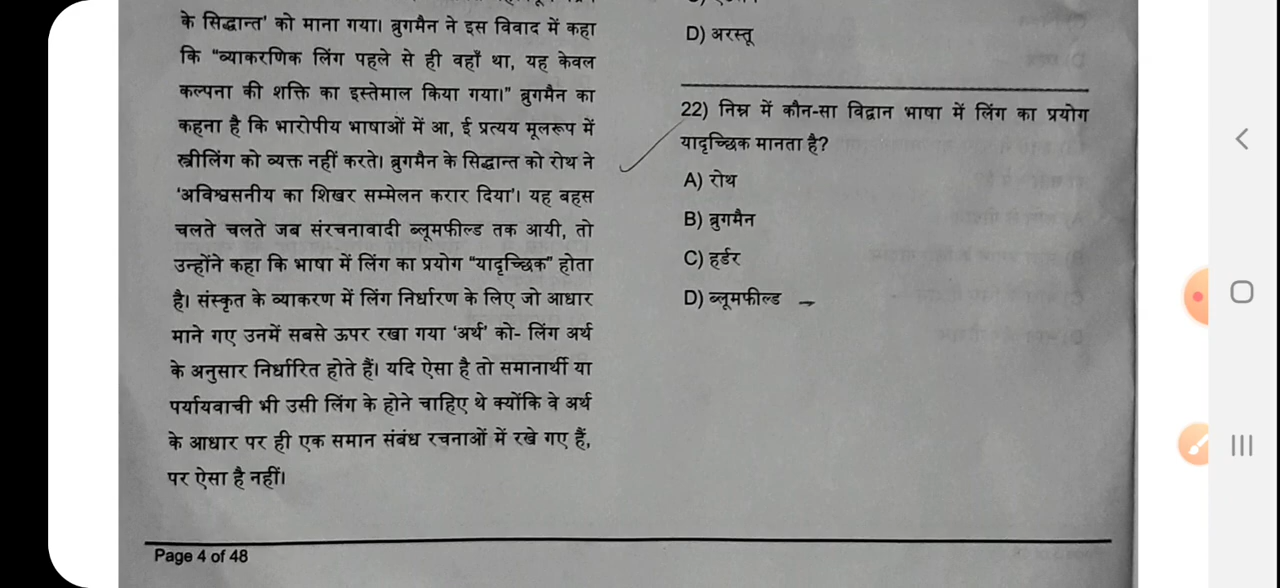 के सिद्धान्त' को माना गया। ब्रुगमैन ने इस विवाद में कहा
कि "व्याकरणिक लिंग पहले से ही वहाँ था, यह केवल
कल्पना की शक्ति का इस्तेमाल किया गया।" ब्रुगमैन का
कहना है कि भारोपीय भाषाओं में आ, ई प्रत्यय मूलरूप में
स्त्रीलिंग को व्यक्त नहीं करते। ब्रुगमैन के सिद्धान्त को रोथ ने
'अविश्वसनीय का शिखर सम्मेलन करार दिया'। यह बहस
चलते चलते जब संरचनावादी ब्लूमफील्ड तक आयी, तो
उन्होंने कहा कि भाषा में लिंग का प्रयोग "यादृच्छिक" होता
है। संस्कृत के व्याकरण में लिंग निर्धारण के लिए जो आधार
माने गए उनमें सबसे ऊपर रखा गया 'अर्थ' को- लिंग अर्थ
के अनुसार निर्धारित होते हैं। यदि ऐसा है तो समानार्थी या
पर्यायवाची भी उसी लिंग के होने चाहिए थे क्योंकि वे अर्थ
के आधार पर ही एक समान संबंध रचनाओं में रखे गए हैं,
पर ऐसा है नहीं।
D) अरस्तू
22) निम्न में कौन-सा विद्वान भाषा में लिंग का प्रयोग
यादृच्छिक मानता है?
A) रोथ
B) ब्रुगमैन
C) हर्डर
D) ब्लूमफील्ड
Page 4 of 48